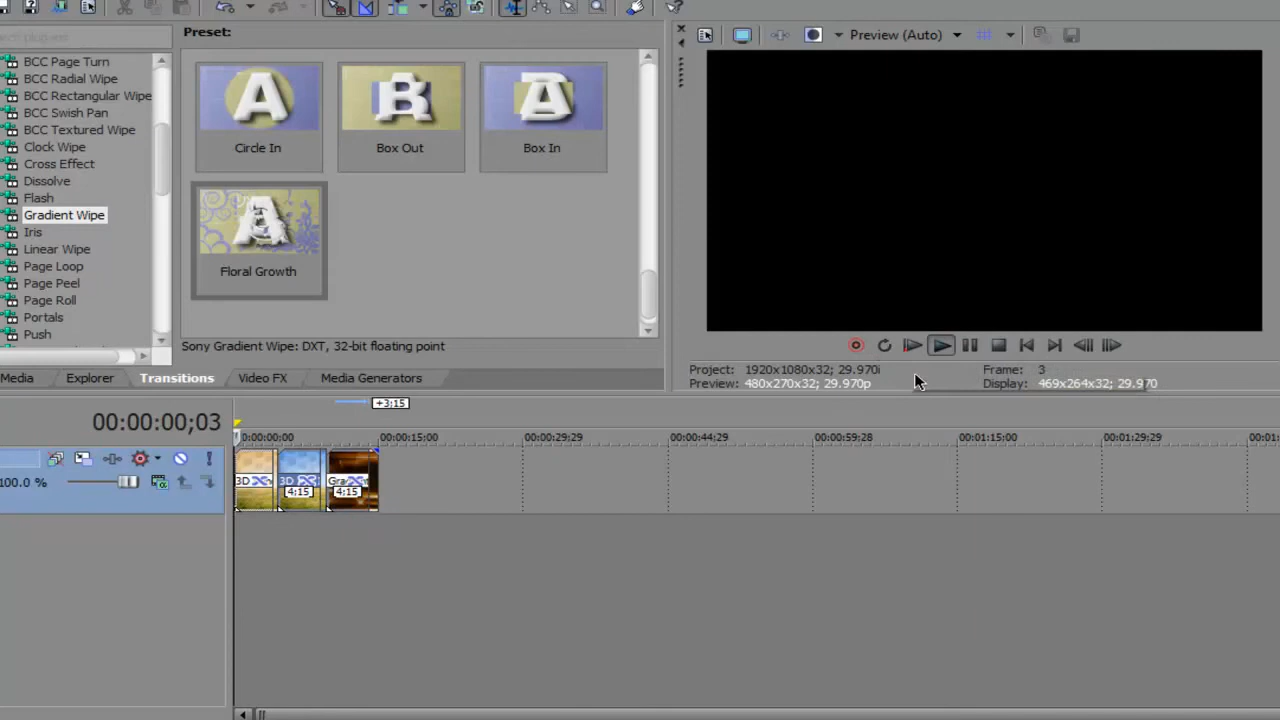 Preset:
Preview (Auto)
BCC Page Turn
BCC Radial Wipe
BCC Rectangular Wipe
BCC Swish Pan
BCC Textured Wipe
Clock Wipe
Cross Effect
Dissolve
Flash
Gradient Wipe
Iris
Linear Wipe
Page Loop
Page Peel
Page Roll
Portals
Push
Circle In
Box Out
Box In
Floral Growth
Sony Gradient Wipe: DXT, 32-bit floating point
Media
Explorer
Transitions
Video FX
Media Generators
Project: 1920x1080x32; 29.970i
Frame: 3
Preview: 480x270x32; 29.970p
Display: 469x264x32; 29.970
+3:15
00:00:00;03
00:00:00;00
00:00:15;00
00:00:29;29
00:00:44;29
00:00:59;28
00:01:15;00
00:01:29;29
100.0 %
3D
3D
Gra
4:15
4:15